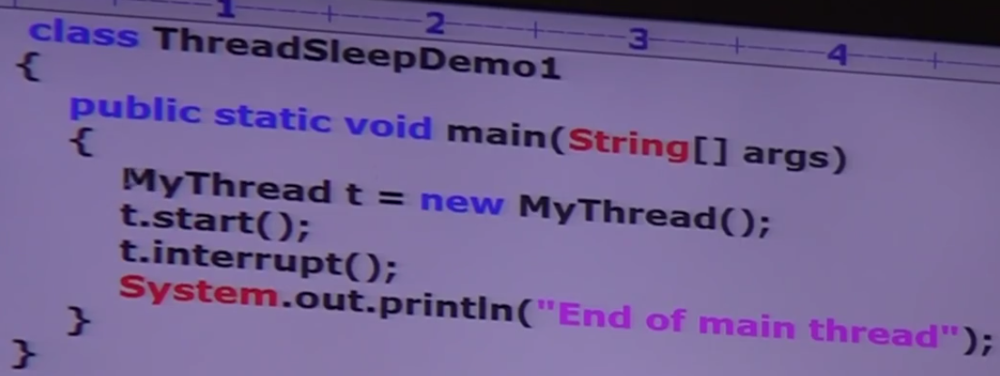 1 2 3 4
class ThreadSleepDemo1
{
public static void main(String[] args)
{
MyThread t = new MyThread();
t.start();
t.interrupt();
System.out.println("End of main thread");
}
}